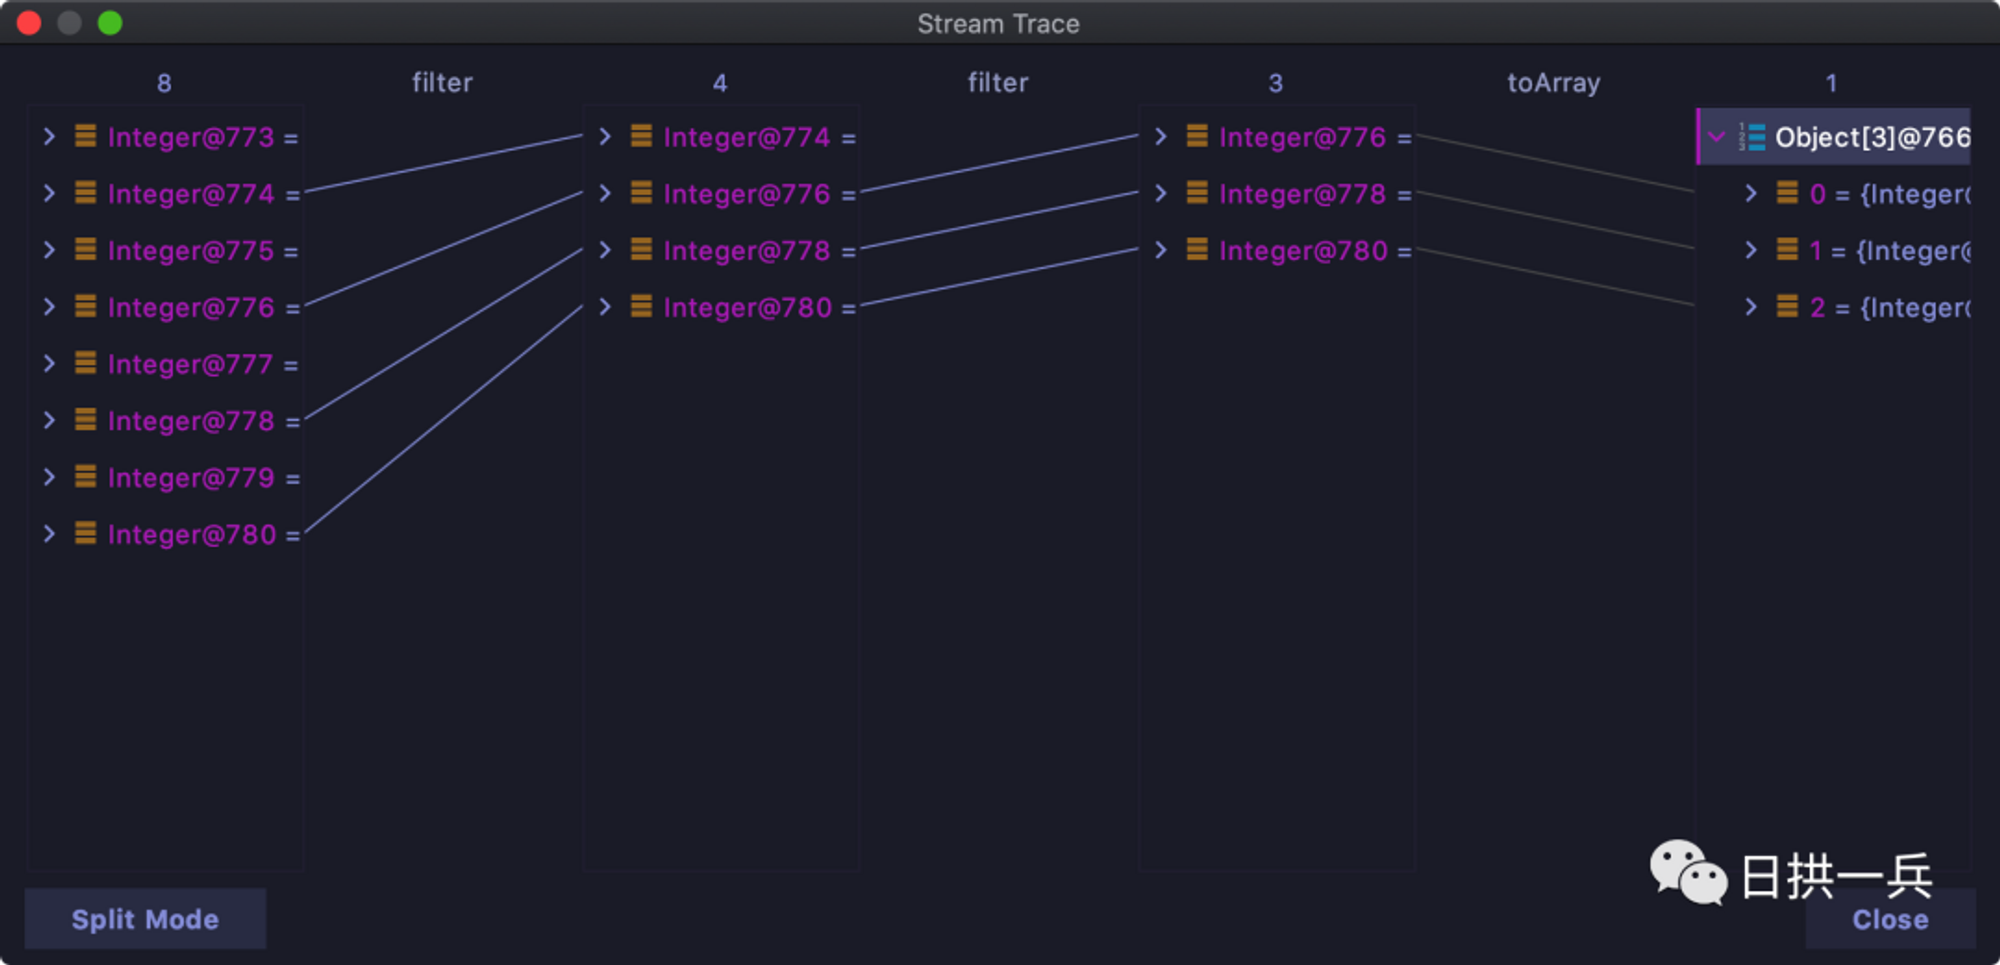 Stream Trace
8 filter 4 filter 3 toArray 1
Integer@773 = Integer@774 = Integer@776 = Object[3]@766
Integer@774 = Integer@776 = Integer@778 = 0 = {Integer@
Integer@775 = Integer@778 = Integer@780 = 1 = {Integer@
Integer@776 = Integer@780 = 2 = {Integer@
Integer@777 =
Integer@778 =
Integer@779 =
Integer@780 =
日拱一兵
Split Mode Close